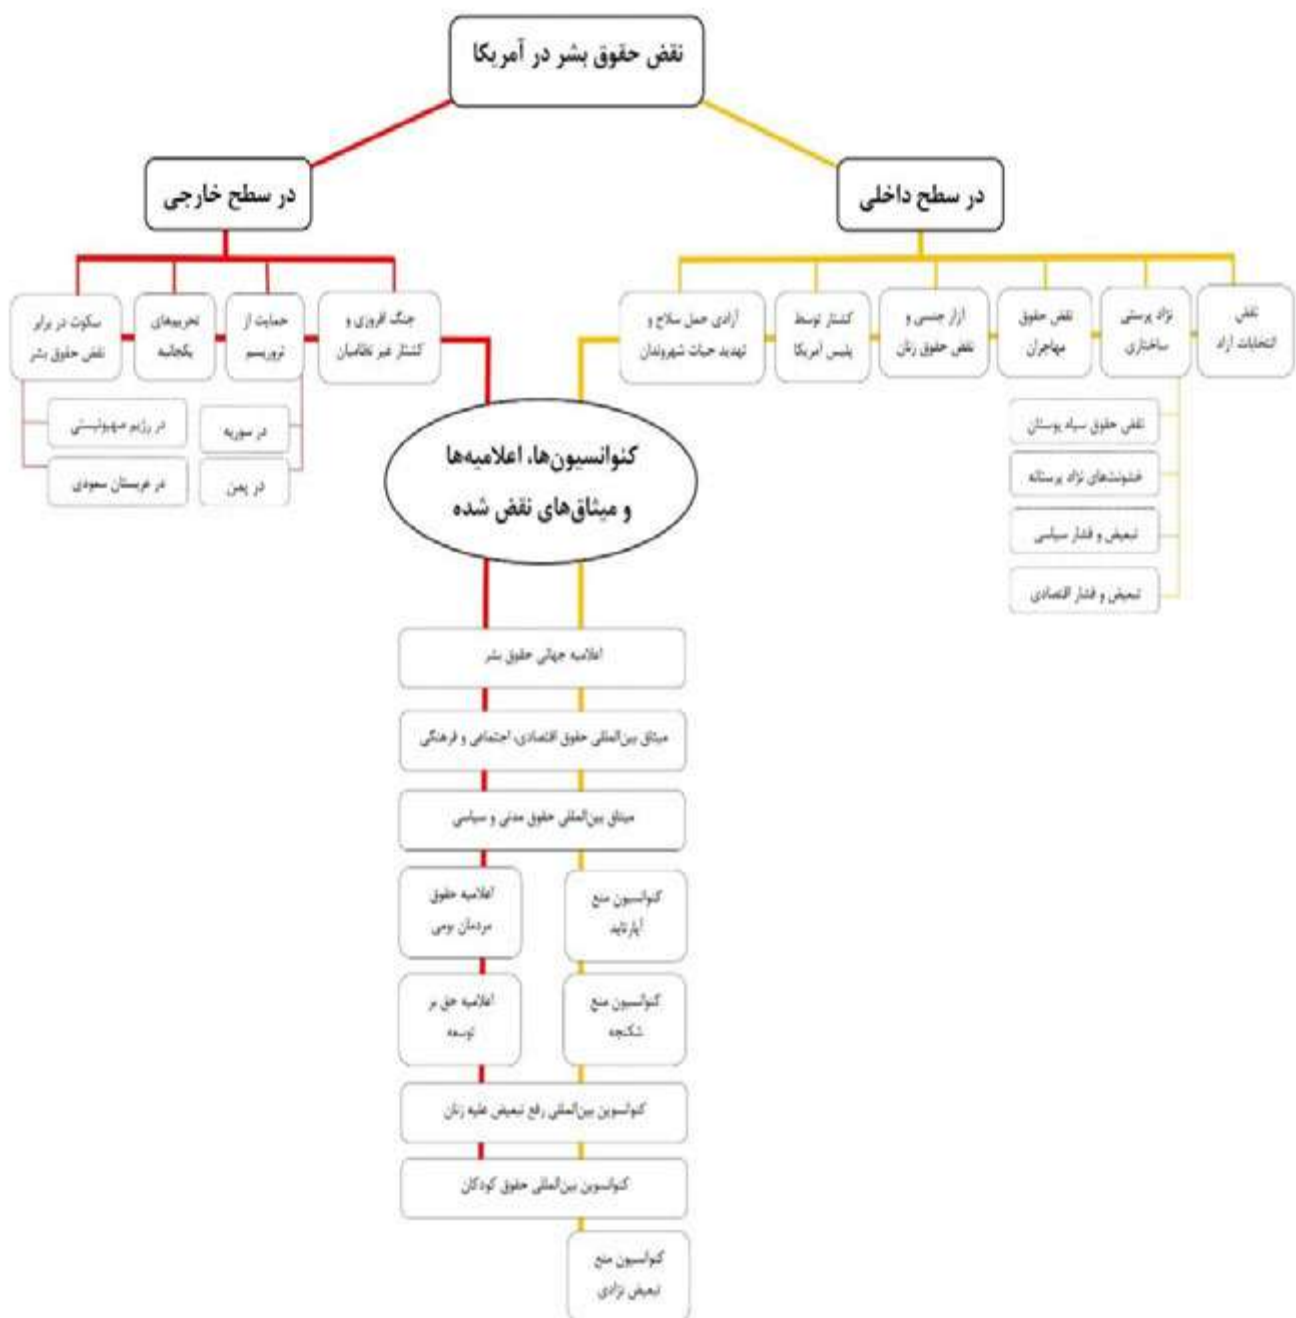 نقض حقوق بشر در آمریکا
در سطح داخلی
در سطح خارجی
نقض
انتخابات آزاد
نژاد پرستی
ساختاری
نقض حقوق
مهاجران
آزار جنسی و
نقض حقوق زنان
کشتار توسط
پلیس آمریکا
آزادی حمل سلاح و
تهدید حیات شهروندان
جنگ افروزی و
کشتار غیر نظامیان
حمایت از
تروریسم
تحریم‌های
یکجانبه
سکوت در برابر
نقض حقوق بشر
نقض حقوق سیاه پوستان
خشونت‌های نژاد پرستانه
تبعیض و فشار سیاسی
تبعیض و فشار اقتصادی
در سوریه
در یمن
در رژیم صهیونیستی
در عربستان سعودی
کنوانسیون‌ها، اعلامیه‌ها
و میثاق‌های نقض شده
اعلامیه جهانی حقوق بشر
میثاق بین‌المللی حقوق اقتصادی، اجتماعی و فرهنگی
میثاق بین‌المللی حقوق مدنی و سیاسی
کنوانسیون منع
آپارتاید
اعلامیه حقوق
مردمان بومی
کنوانسیون منع
شکنجه
اعلامیه حق بر
توسعه
کنوانسوین بین‌المللی رفع تبعیض علیه زنان
کنوانسوین بین‌المللی حقوق کودکان
کنوانسیون منع
تبعیض نژادی